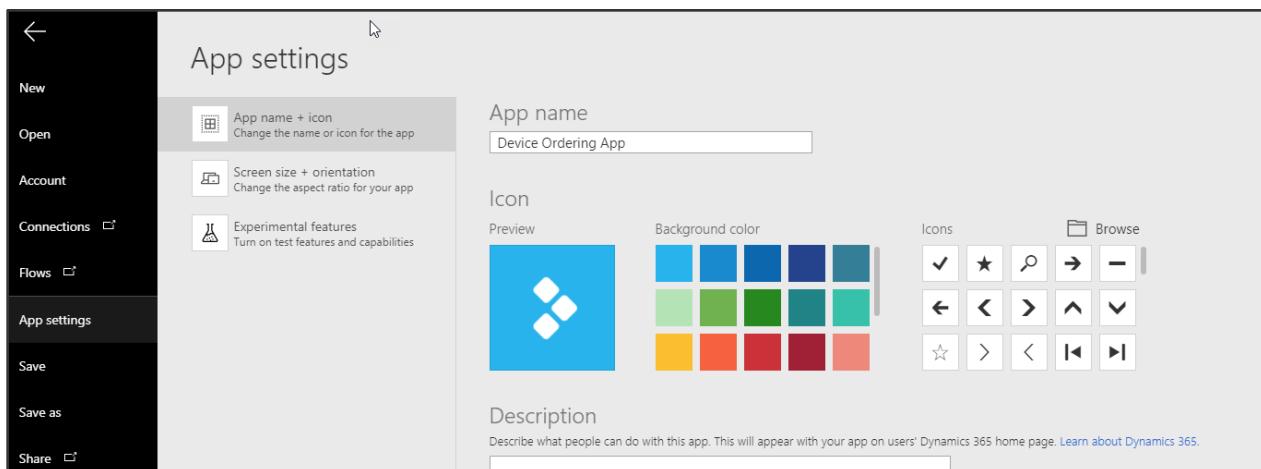 App settings
New
Open
Account
Connections
Flows
App settings
Save
Save as
Share
App name + icon
Change the name or icon for the app
Screen size + orientation
Change the aspect ratio for your app
Experimental features
Turn on test features and capabilities
App name
Device Ordering App
Icon
Preview
Background color
Icons
Browse
Description
Describe what people can do with this app. This will appear with your app on users' Dynamics 365 home page. Learn about Dynamics 365.